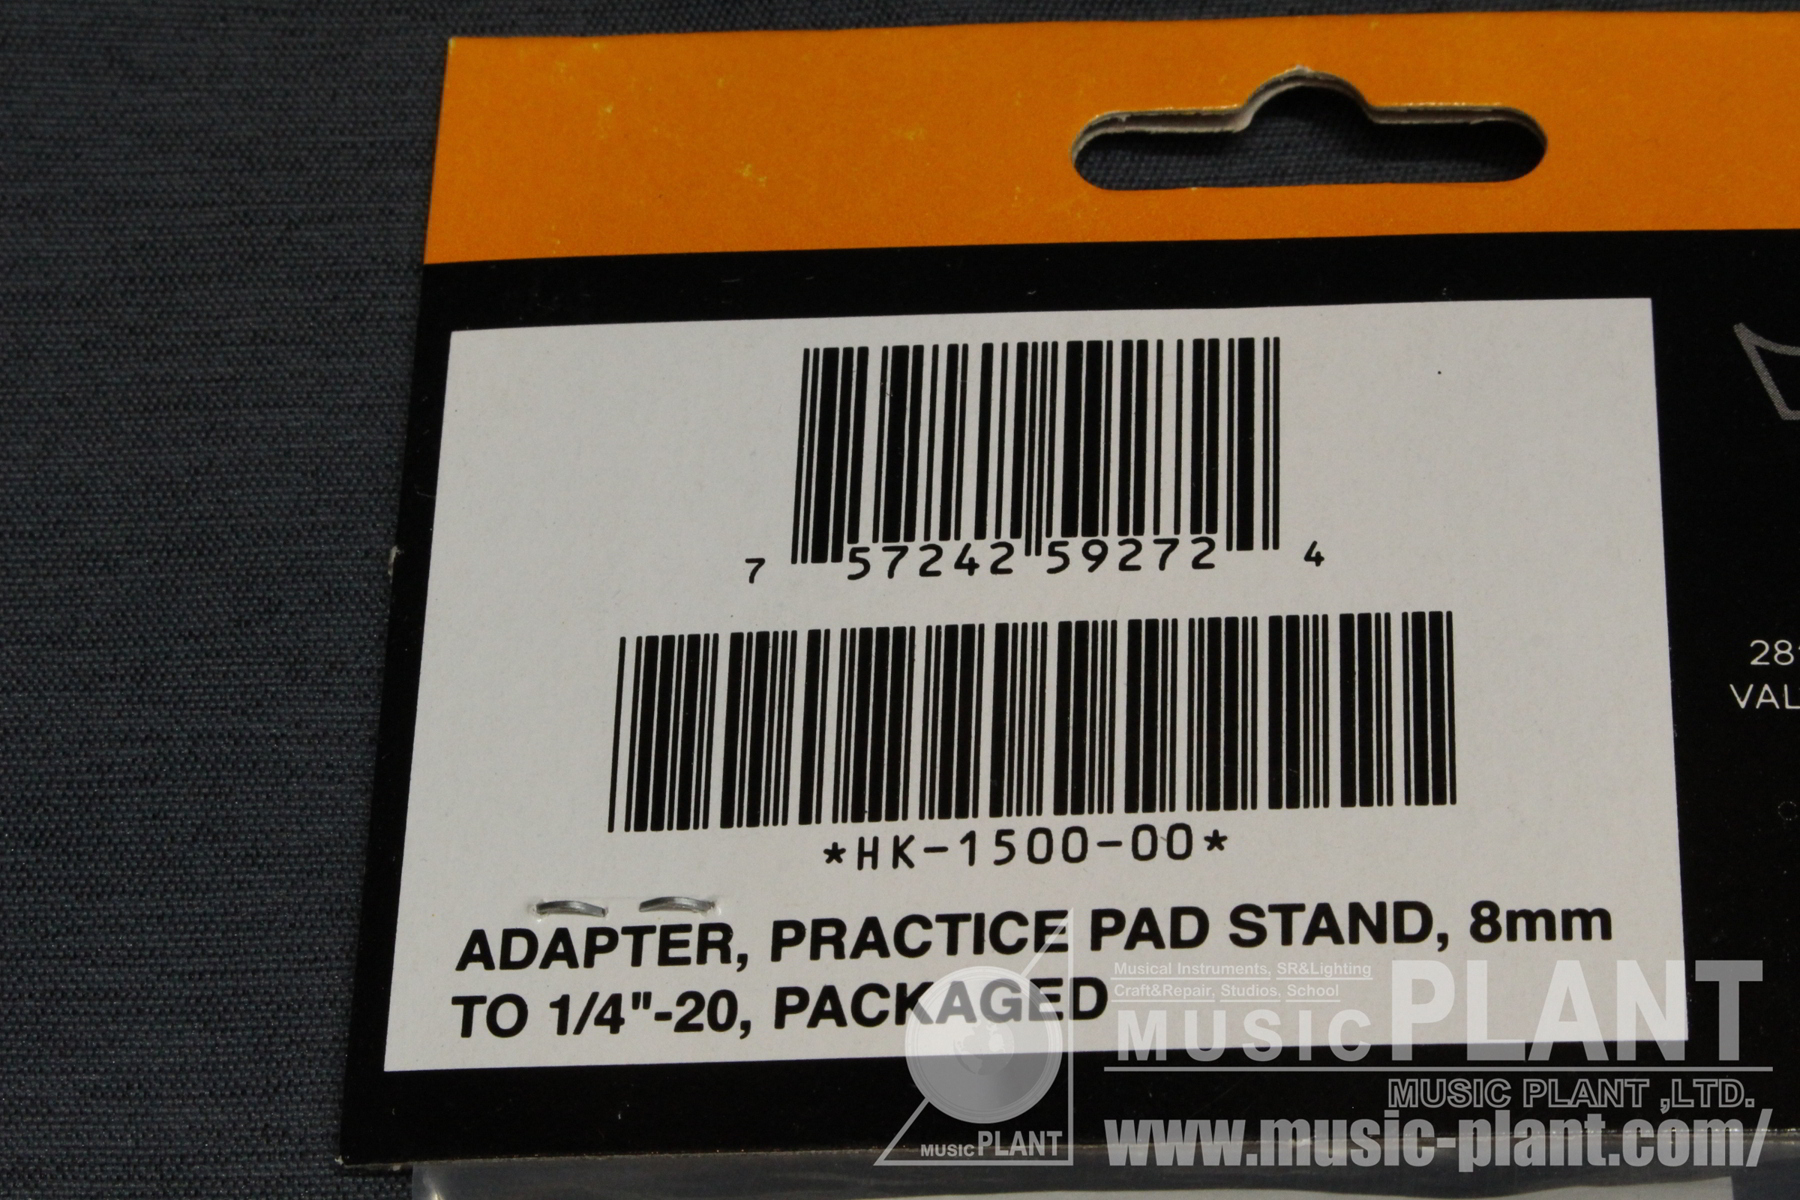 7 57242 59272 4
*HK-1500-00*
ADAPTER, PRACTICE PAD STAND, 8mm
TO 1/4"-20, PACKAGED
28
VAL
Musical Instruments, SR&Lighting
Craft&Repair, Studios, School
MUSIC PLANT
MUSIC PLANT ,LTD.
MUSIC PLANT
www.music-plant.com/